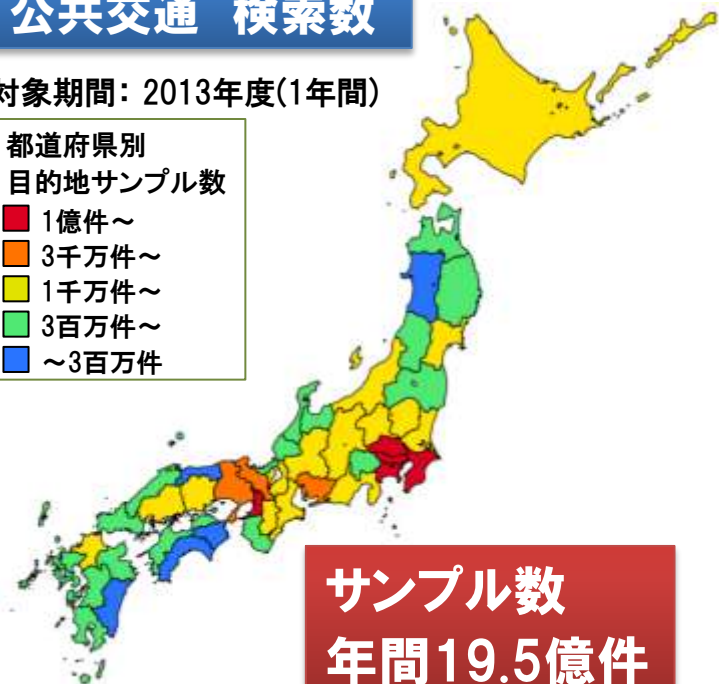 公共交通 検索数
対象期間：2013年度(1年間)
都道府県別
目的地サンプル数
1億件～
3千万件～
1千万件～
3百万件～
～3百万件
サンプル数
年間19.5億件